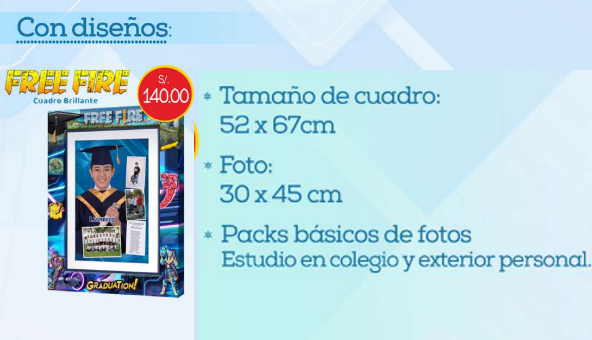 Con diseños:
FREE FIRE
Cuadro Brillante
S/.
140.00
FREE FIRE
GRADUATION!
* Tamaño de cuadro:
52 x 67cm
* Foto:
30 x 45 cm
* Packs básicos de fotos
Estudio en colegio y exterior personal.